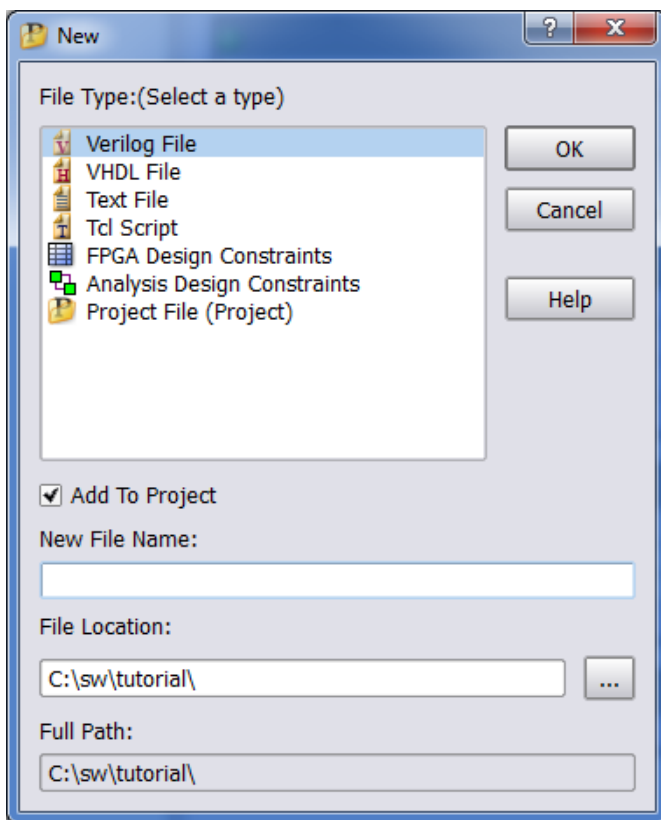 New
File Type:(Select a type)
Verilog File
OK
VHDL File
Text File
Cancel
Tcl Script
FPGA Design Constraints
Analysis Design Constraints
Help
Project File (Project)
Add To Project
New File Name:
File Location:
C:\sw\tutorial\
...
Full Path:
C:\sw\tutorial\